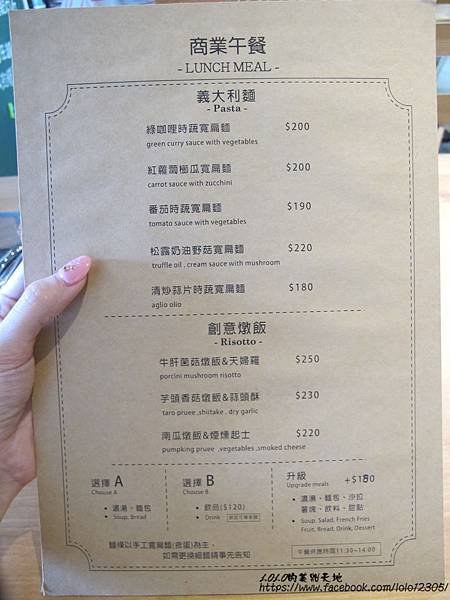 商業午餐
- LUNCH MEAL -
義大利麵
- Pasta -
綠咖哩時蔬寬扁麵 $200
green curry sauce with vegetables
紅蘿蔔櫛瓜寬扁麵 $200
carrot sauce with zucchini
番茄時蔬寬扁麵 $190
tomato sauce with vegetables
松露奶油野菇寬扁麵 $220
truffle oil . cream sauce with mushroom
清炒蒜片時蔬寬扁麵 $180
aglio olio
創意燉飯
- Risotto -
牛肝菌菇燉飯&天婦羅 $250
porcini mushroom risotto
芋頭香菇燉飯&蒜頭酥 $230
taro pruee ,shiitake , dry garlic
南瓜燉飯&煙燻起士 $220
pumpking pruee ,vegetables ,smoked cheese
選擇 A
Chouse A
• 濃湯、麵包
• Soup, Bread
選擇 B
Chouse B
• 飲品($120)
• Drink
升級
Upgrade meals
• 濃湯、麵包、沙拉
薯塊、飲料、甜點
• Soup, Salad, French Fries
Fruit, Bread, Drink, Dessert
麵條以手工寬扁麵(含蛋)為主，
如需更換細麵請事先告知
午餐供應時間11:30~14:00
LOLO的美熟天地
https://www.facebook.com/lolo12305/